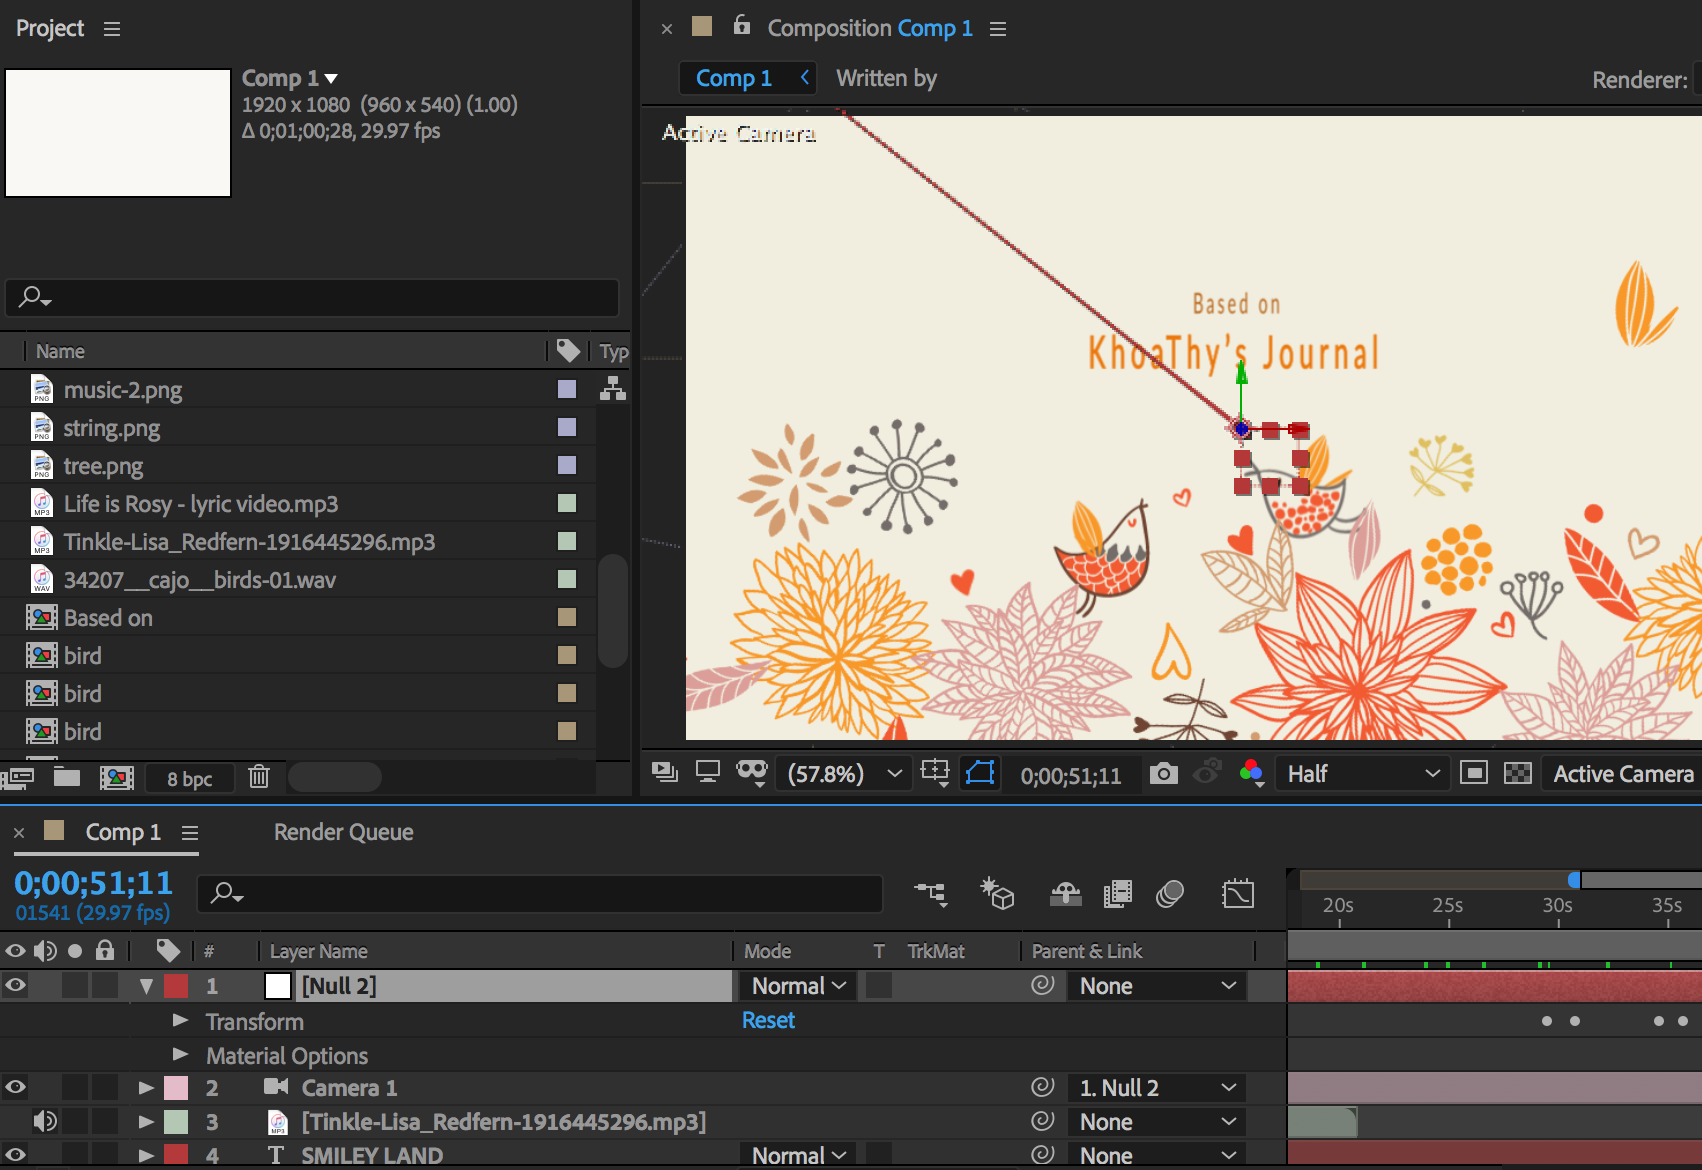 Project
Comp 1
1920 x 1080 (960 x 540) (1.00)
Δ 0;01;00;28, 29.97 fps
Name
Typ
music-2.png
string.png
tree.png
Life is Rosy - lyric video.mp3
Tinkle-Lisa_Redfern-1916445296.mp3
34207__cajo__birds-01.wav
Based on
bird
bird
bird
8 bpc
Composition Comp 1
Comp 1 Written by
Renderer:
Active Camera
Based on
KhoaThy's Journal
(57.8%) 0;00;51;11 Half Active Camera
Comp 1 Render Queue
0;00;51;11
01541 (29.97 fps)
20s 25s 30s 35s
# Layer Name Mode T TrkMat Parent & Link
1 [Null 2] Normal None
Transform Reset
Material Options
2 Camera 1 1. Null 2
3 [Tinkle-Lisa_Redfern-1916445296.mp3] None
4 T SMILEY LAND Normal None